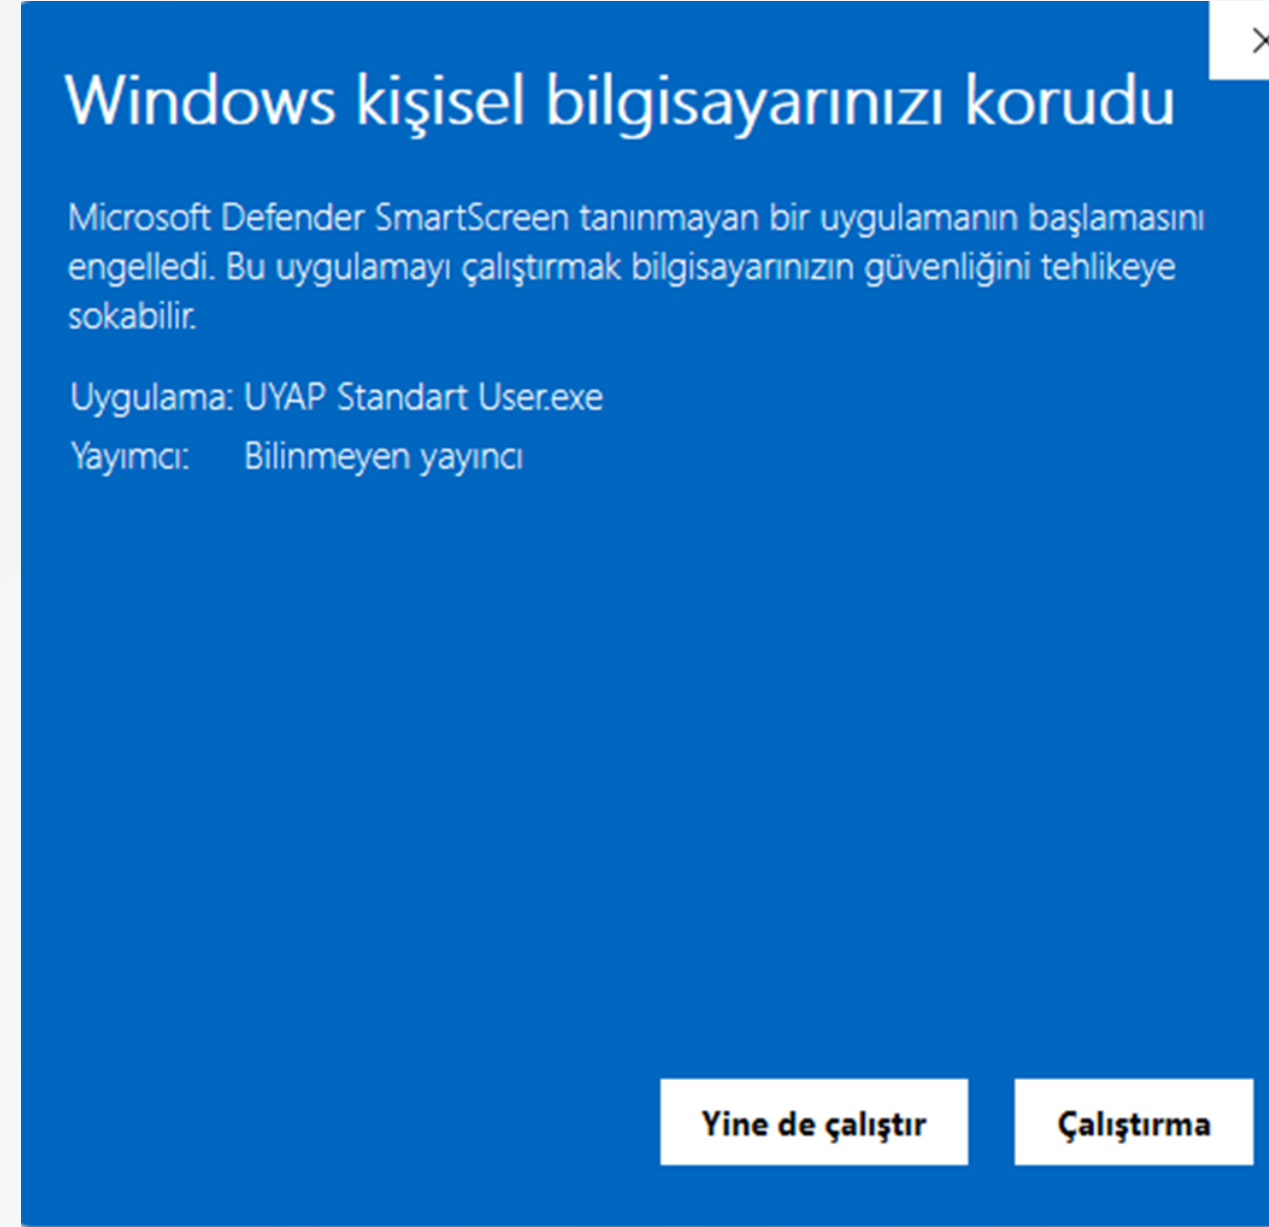 Windows kişisel bilgisayarınızı korudu
Microsoft Defender SmartScreen tanınmayan bir uygulamanın başlamasını
engelledi. Bu uygulamayı çalıştırmak bilgisayarınızın güvenliğini tehlikeye
sokabilir.
Uygulama: UYAP Standart User.exe
Yayımcı: Bilinmeyen yayıncı
Yine de çalıştır
Çalıştırma